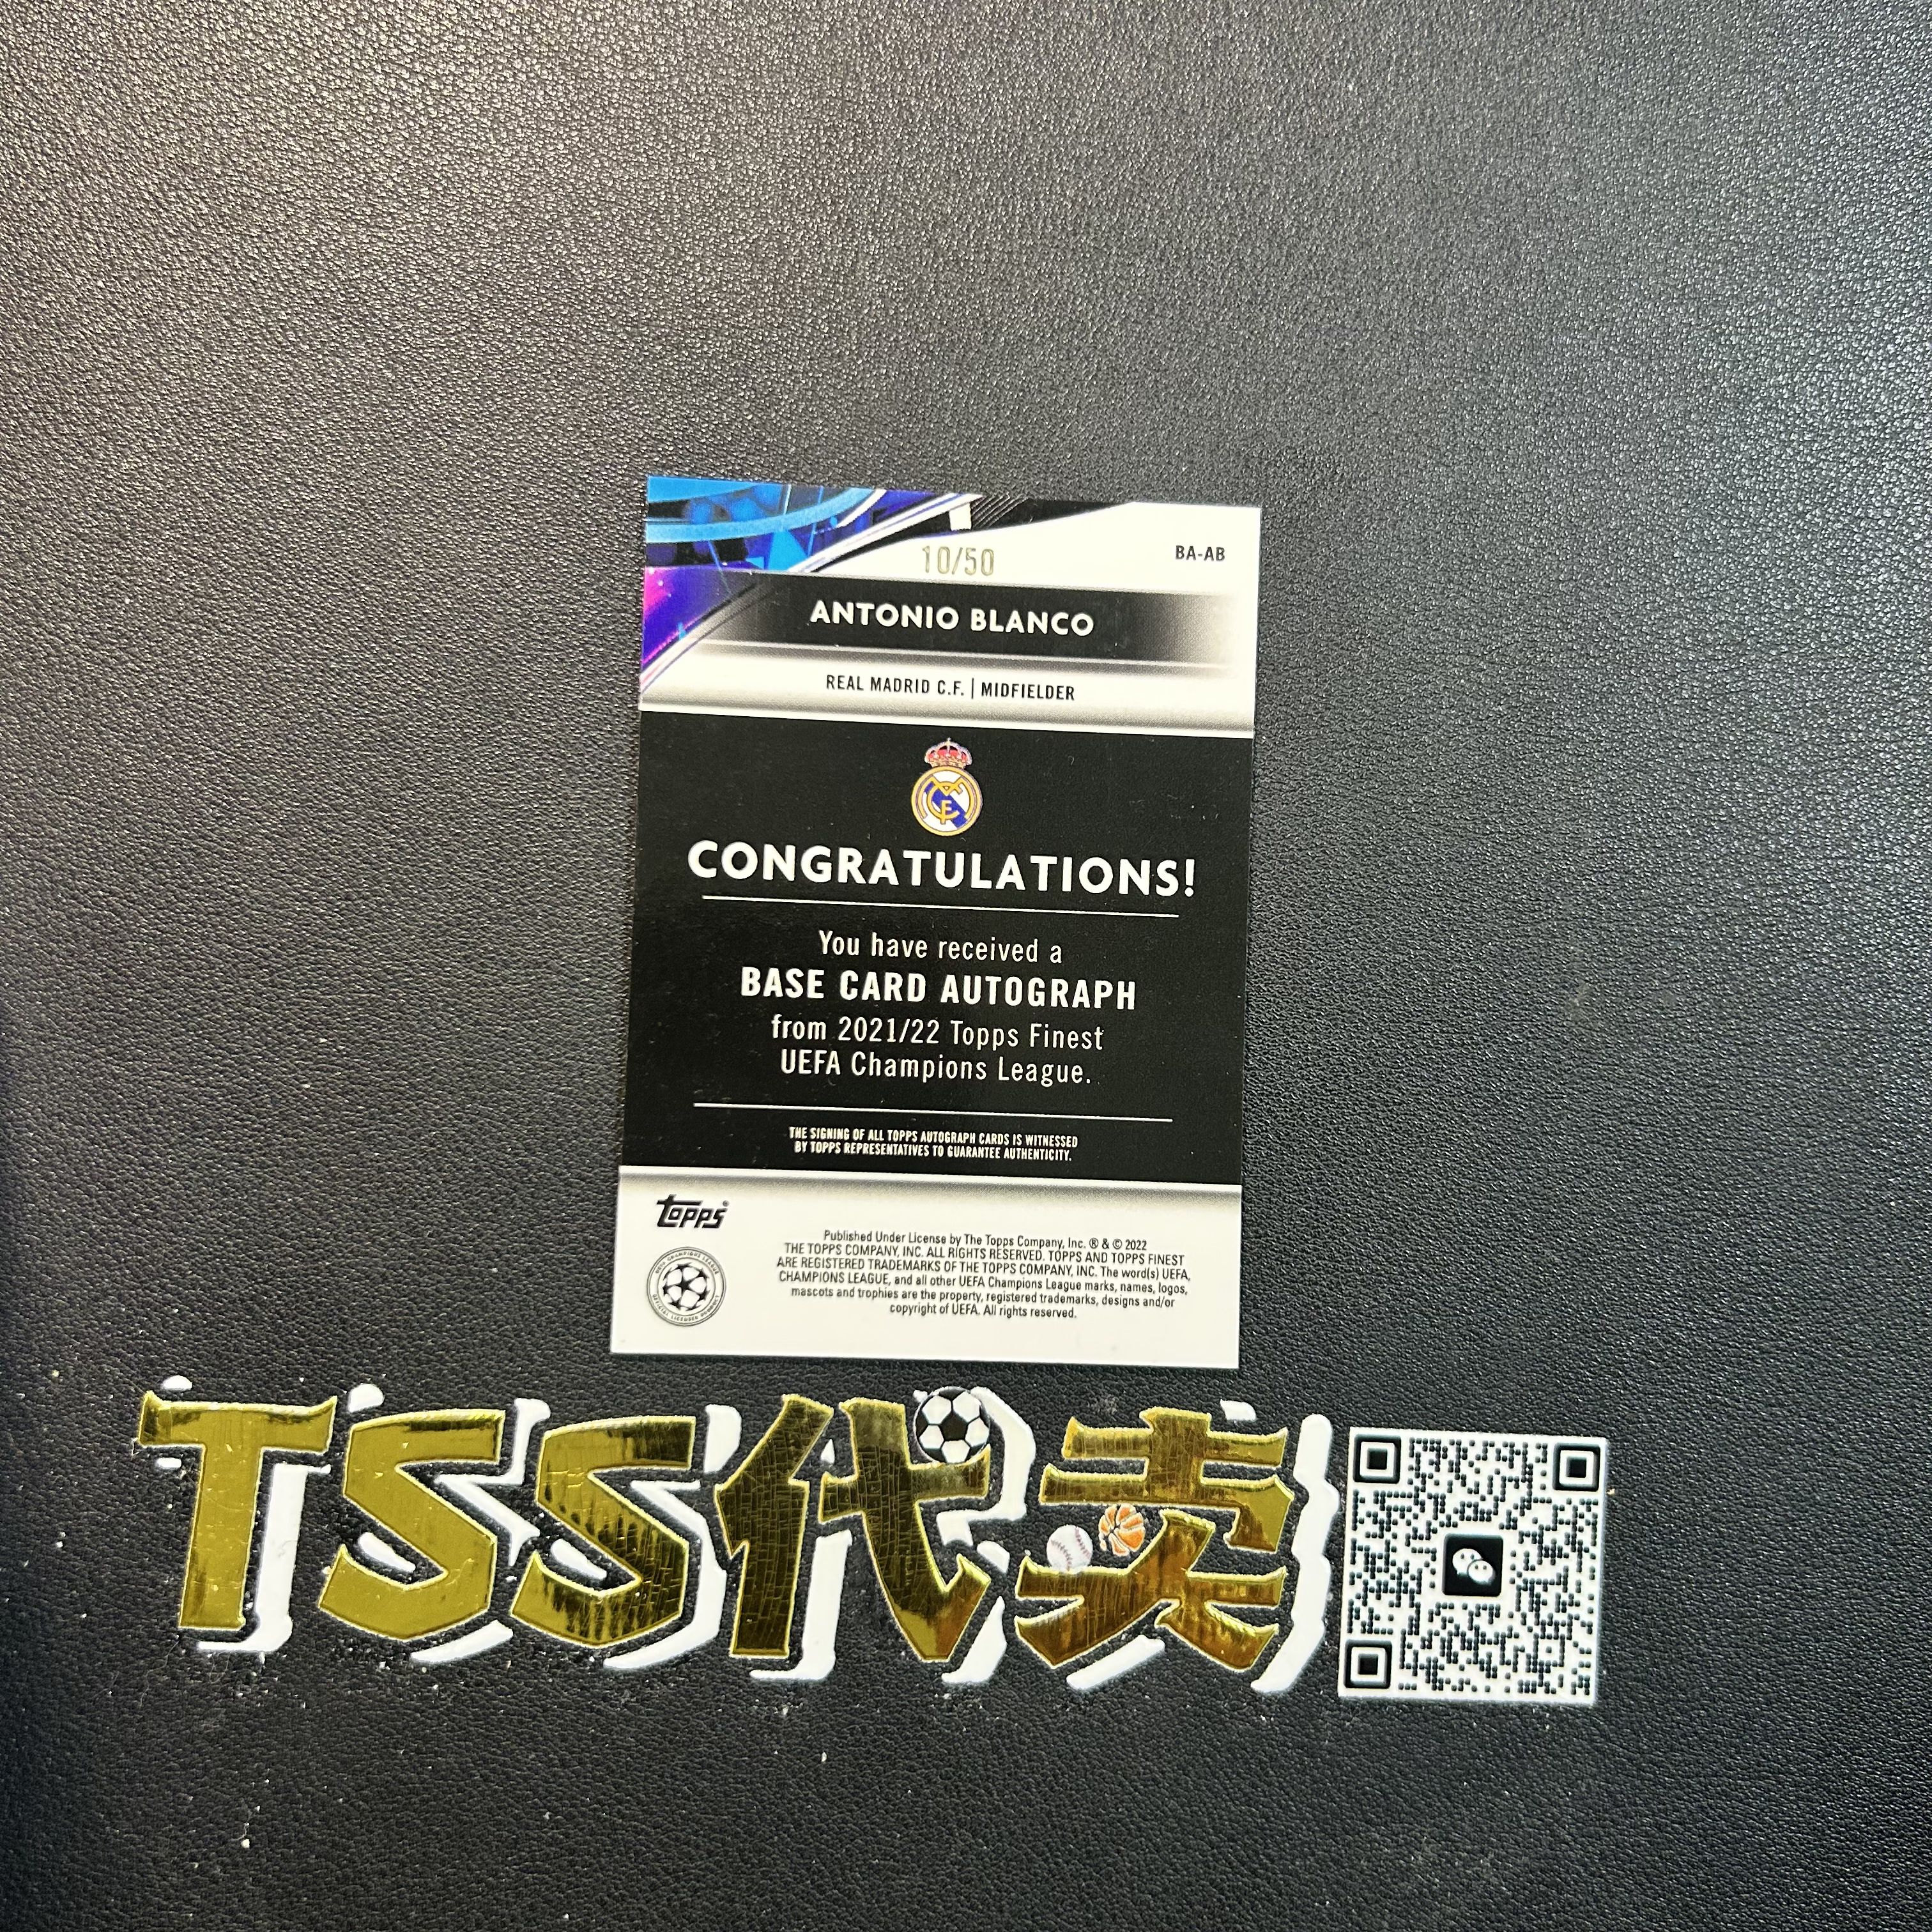 10/50
BA-AB
ANTONIO BLANCO
REAL MADRID C.F. | MIDFIELDER
CONGRATULATIONS!
You have received a
BASE CARD AUTOGRAPH
from 2021/22 Topps Finest
UEFA Champions League.
THE SIGNING OF ALL TOPPS AUTOGRAPH CARDS IS WITNESSED
BY TOPPS REPRESENTATIVES TO GUARANTEE AUTHENTICITY.
Topps
Published Under License by The Topps Company, Inc. ® & © 2022
THE TOPPS COMPANY, INC. ALL RIGHTS RESERVED. TOPPS AND TOPPS FINEST
ARE REGISTERED TRADEMARKS OF THE TOPPS COMPANY, INC. The word(s) UEFA,
CHAMPIONS LEAGUE, and all other UEFA Champions League marks, names, logos,
mascots and trophies are the property, registered trademarks, designs and/or
copyright of UEFA. All rights reserved.
TSS代卖